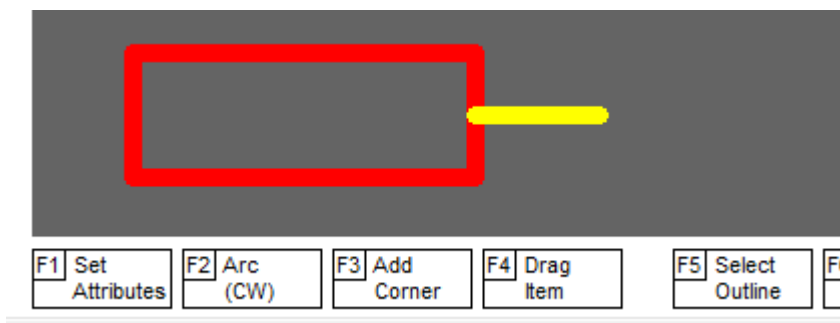 F1 Set Attributes
F2 Arc (CW)
F3 Add Corner
F4 Drag Item
F5 Select Outline